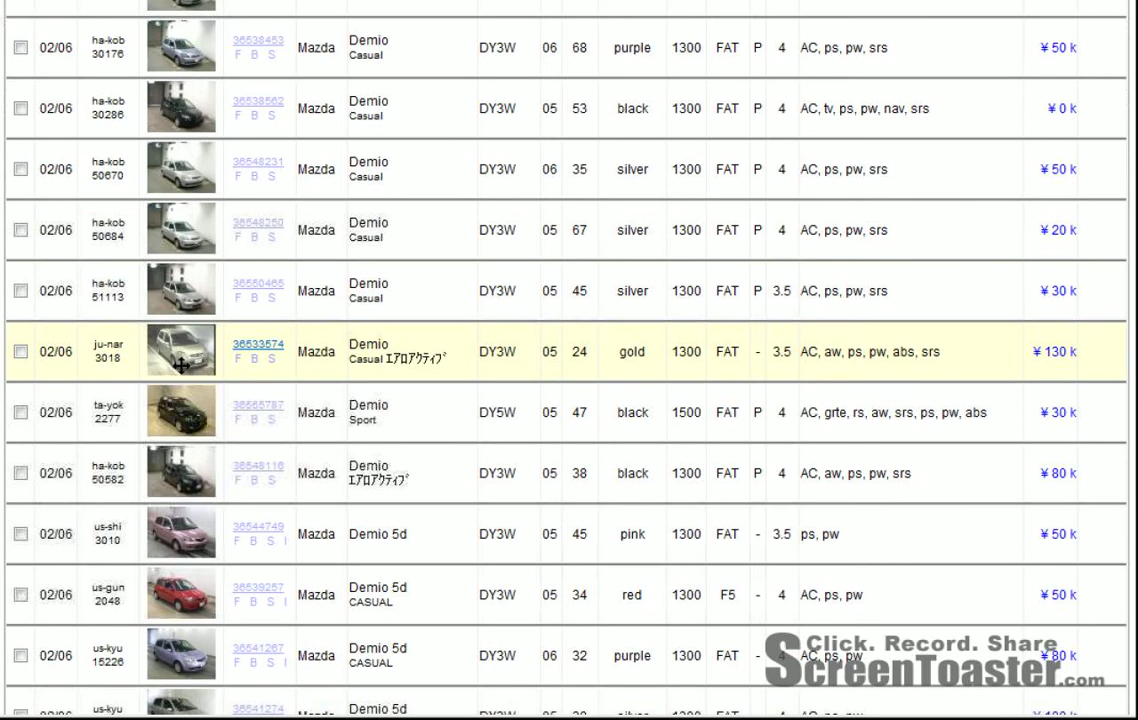 02/06 ha-kob 30176 36538453 F B S Mazda Demio Casual DY3W 06 68 purple 1300 FAT P 4 AC, ps, pw, srs ¥ 50 k
02/06 ha-kob 30286 36538562 F B S Mazda Demio Casual DY3W 05 53 black 1300 FAT P 4 AC, tv, ps, pw, nav, srs ¥ 0 k
02/06 ha-kob 50670 36548231 F B S Mazda Demio Casual DY3W 06 35 silver 1300 FAT P 4 AC, ps, pw, srs ¥ 50 k
02/06 ha-kob 50684 36548250 F B S Mazda Demio Casual DY3W 05 67 silver 1300 FAT P 4 AC, ps, pw, srs ¥ 20 k
02/06 ha-kob 51113 36550465 F B S Mazda Demio Casual DY3W 05 45 silver 1300 FAT P 3.5 AC, ps, pw, srs ¥ 30 k
02/06 ju-nar 3018 36533574 F B S Mazda Demio Casual エアロアクティブ DY3W 05 24 gold 1300 FAT - 3.5 AC, aw, ps, pw, abs, srs ¥ 130 k
02/06 ta-yok 2277 36565787 F B S Mazda Demio Sport DY5W 05 47 black 1500 FAT P 4 AC, grte, rs, aw, srs, ps, pw, abs ¥ 30 k
02/06 ha-kob 50582 36548116 F B S Mazda Demio エアロアクティブ DY3W 05 38 black 1300 FAT P 4 AC, aw, ps, pw, srs ¥ 80 k
02/06 us-shi 3010 36544749 F B S I Mazda Demio 5d DY3W 05 45 pink 1300 FAT - 3.5 ps, pw ¥ 50 k
02/06 us-gun 2048 36539257 F B S I Mazda Demio 5d CASUAL DY3W 05 34 red 1300 F5 - 4 AC, ps, pw ¥ 50 k
02/06 us-kyu 15226 36541267 F B S I Mazda Demio 5d CASUAL DY3W 06 32 purple 1300 FAT - 4 AC, ps, pw ¥ 80 k
us-kyu 36541274 Demio 5d
Click. Record. Share
ScreenToaster.com